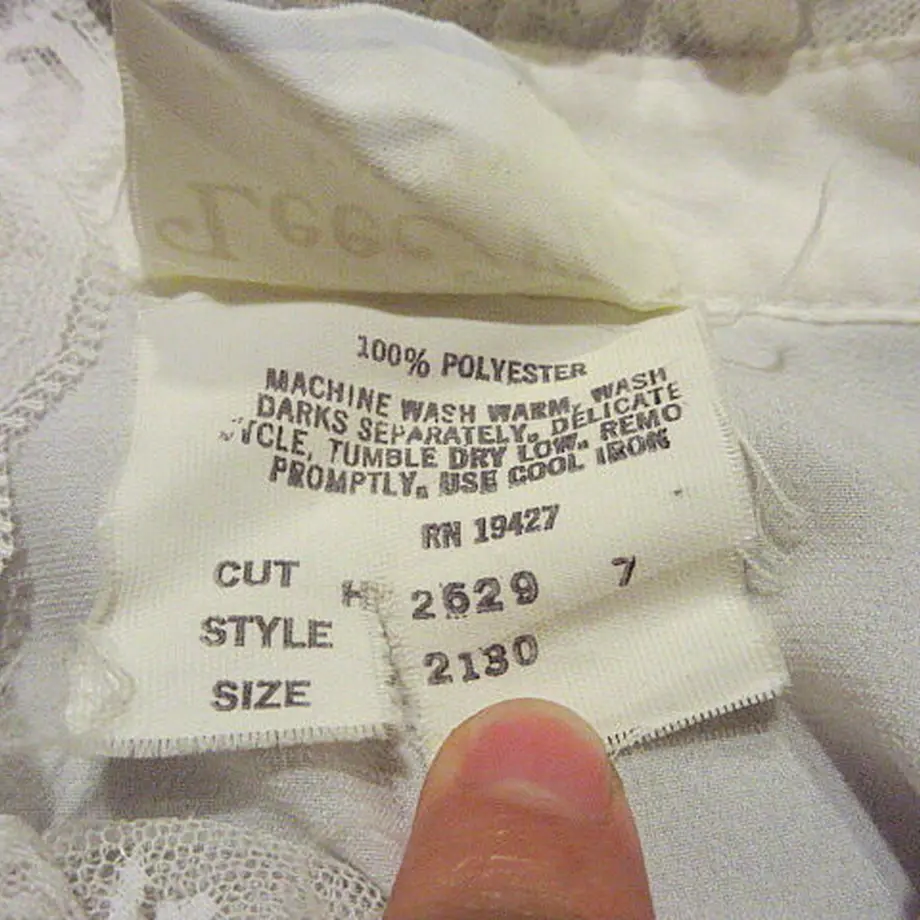 100% POLYESTER
MACHINE WASH WARM, WASH
DARKS SEPARATELY. DELICATE
CYCLE, TUMBLE DRY LOW. REMO
PROMPTLY. USE COOL IRON
RN 19427
CUT H 2629 7
STYLE 2130
SIZE